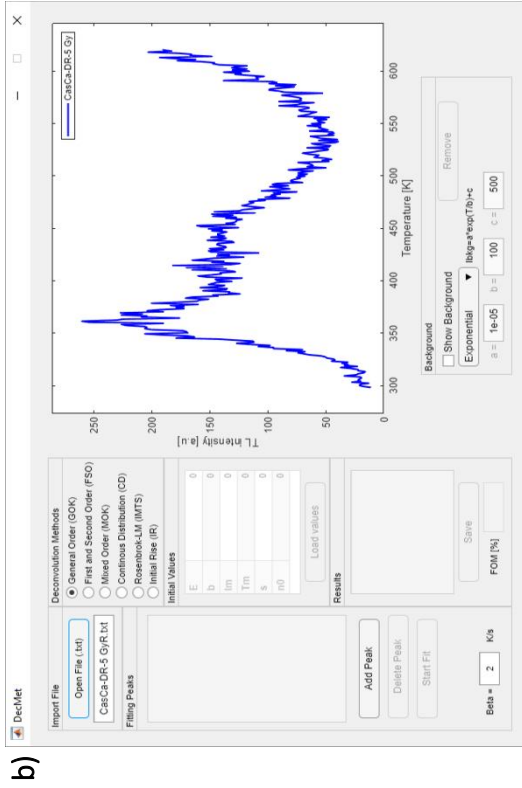 b)
DecMet
Import File
Open File (.txt)
CasCa-DR-5 GyR.txt
Fitting Peaks
Add Peak
Delete Peak
Start Fit
Beta = 2 K/s
Deconvolution Methods
General Order (GOK)
First and Second Order (FSO)
Mixed Order (MOK)
Continous Distribution (CD)
Rosenbrok-LM (IMTS)
Initial Rise (IR)
Initial Values
E 0
b 0
Im 0
Tm 0
s 0
n0 0
Load values
Results
Save
FOM [%]
CasCa-DR-5 Gy
TL intensity [a.u]
250
200
150
100
50
0
300 350 400 450 500 550 600
Temperature [K]
Background
Show Background
Remove
Exponential Ibkg=a*exp(T/b)+c
a = 1e-05 b = 100 c = 500